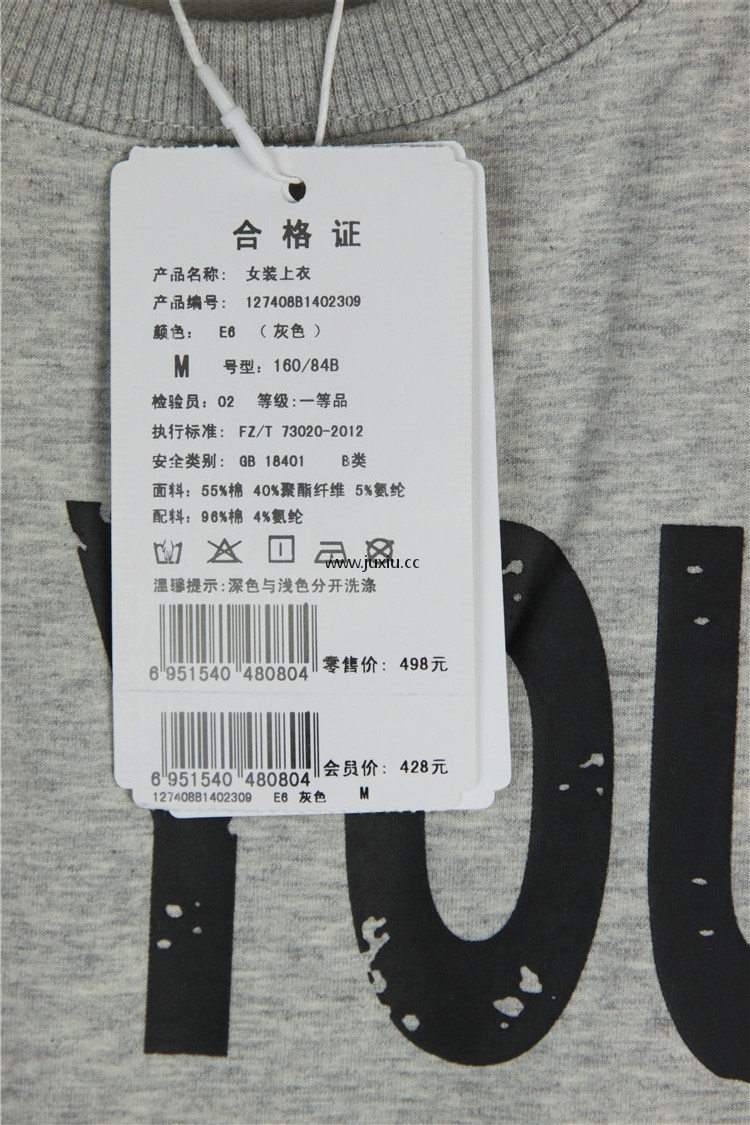 合格证
产品名称: 女装上衣
产品编号: 127408B1402309
颜色: E6 （灰色）
M 号型: 160/84B
检验员: 02 等级:一等品
执行标准: FZ/T 73020-2012
安全类别: GB 18401 B类
面料: 55%棉 40%聚酯纤维 5%氨纶
配料: 96%棉 4%氨纶
www.juxiu.cc
温馨提示:深色与浅色分开洗涤
6 951540 480804 零售价: 498元
6 951540 480804 会员价: 428元
127408B1402309 E6 灰色 M
YOU